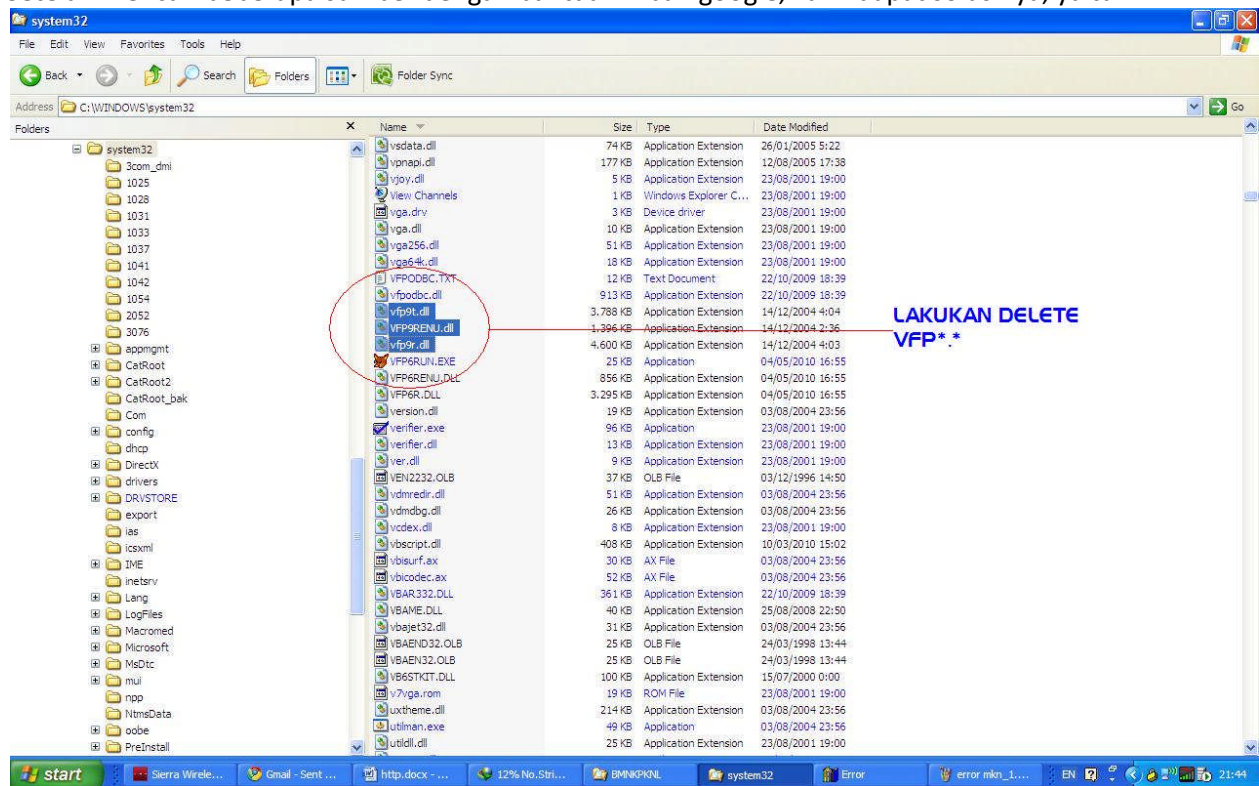 system32
File Edit View Favorites Tools Help
Back Search Folders Folder Sync
Address C:\WINDOWS\system32 Go
Folders X Name Size Type Date Modified
system32
3com_dmi
1025
1028
1031
1033
1037
1041
1042
1054
2052
3076
appmgmt
CatRoot
CatRoot2
CatRoot_bak
Com
config
dhcp
DirectX
drivers
DRVSTORE
export
ias
icsxml
IME
inetsrv
Lang
LogFiles
Macromed
Microsoft
MsDtc
mui
npp
NtmsData
oobe
PreInstall
vsdata.dll 74 KB Application Extension 26/01/2005 5:22
vpnapi.dll 177 KB Application Extension 12/08/2005 17:38
vjoy.dll 5 KB Application Extension 23/08/2001 19:00
View Channels 1 KB Windows Explorer C... 23/08/2001 19:00
vga.drv 3 KB Device driver 23/08/2001 19:00
vga.dll 10 KB Application Extension 23/08/2001 19:00
vga256.dll 51 KB Application Extension 23/08/2001 19:00
vga64k.dll 18 KB Application Extension 23/08/2001 19:00
VFPODBC.TXT 12 KB Text Document 22/10/2009 18:39
vfpodbc.dll 913 KB Application Extension 22/10/2009 18:39
vfp9t.dll 3.788 KB Application Extension 14/12/2004 4:04
VFP9RENU.dll 1.396 KB Application Extension 14/12/2004 2:36
vfp9r.dll 4.600 KB Application Extension 14/12/2004 4:03
VFP6RUN.EXE 25 KB Application 04/05/2010 16:55
VFP6RENU.DLL 856 KB Application Extension 04/05/2010 16:55
VFP6R.DLL 3.295 KB Application Extension 04/05/2010 16:55
version.dll 19 KB Application Extension 03/08/2004 23:56
verifier.exe 96 KB Application 23/08/2001 19:00
verifier.dll 13 KB Application Extension 23/08/2001 19:00
ver.dll 9 KB Application Extension 23/08/2001 19:00
VEN2232.OLB 37 KB OLB File 03/12/1996 14:50
vdmredir.dll 51 KB Application Extension 03/08/2004 23:56
vdmdbg.dll 26 KB Application Extension 03/08/2004 23:56
vcdex.dll 8 KB Application Extension 23/08/2001 19:00
vbscript.dll 408 KB Application Extension 10/03/2010 15:02
vbisurf.ax 30 KB AX File 03/08/2004 23:56
vbicodec.ax 52 KB AX File 03/08/2004 23:56
VBAR332.DLL 361 KB Application Extension 22/10/2009 18:39
VBAME.DLL 40 KB Application Extension 25/08/2008 22:50
vbajet32.dll 31 KB Application Extension 03/08/2004 23:56
VBAEND32.OLB 25 KB OLB File 24/03/1998 13:44
VBAEN32.OLB 25 KB OLB File 24/03/1998 13:44
VB6STKIT.DLL 100 KB Application Extension 15/07/2000 0:00
v7vga.rom 19 KB ROM File 23/08/2001 19:00
uxtheme.dll 214 KB Application Extension 03/08/2004 23:56
utilman.exe 49 KB Application 03/08/2004 23:56
utildll.dll 25 KB Application Extension 23/08/2001 19:00
LAKUKAN DELETE
VFP*.*
start Sierra Wirele... Gmail - Sent ... http.docx - ... 12% No.Stri... BMNKPKNL system32 Error error mkn_1.... EN 21:44